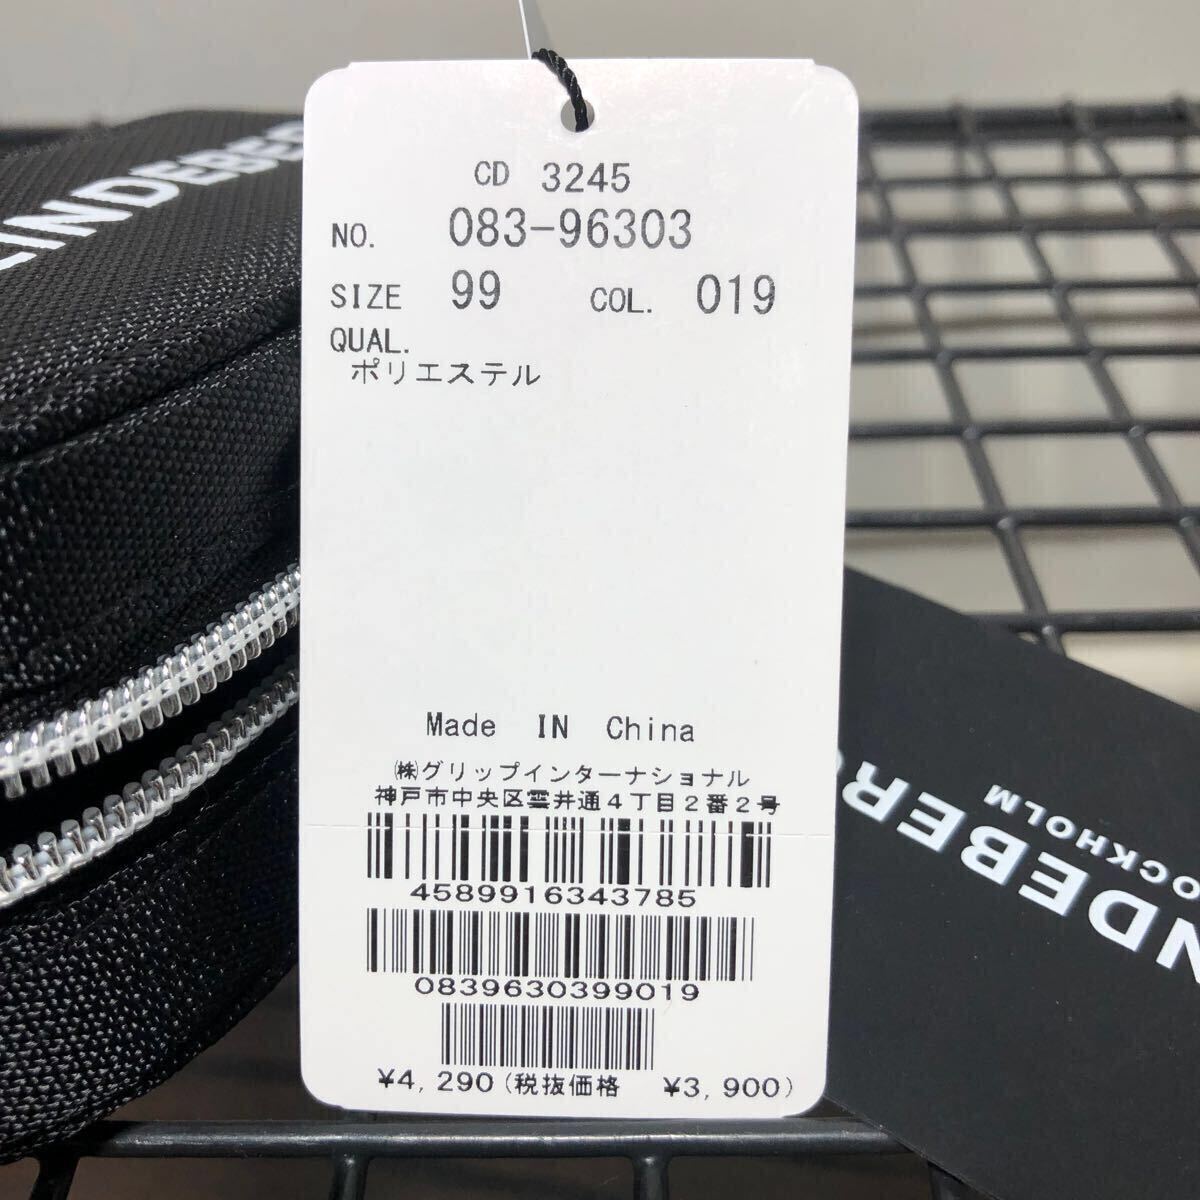 LINDEBER
CD 3245
NO. 083-96303
SIZE 99 COL. 019
QUAL.
ポリエステル
Made IN China
㈱グリップインターナショナル
神戸市中央区雲井通4丁目2番2号
4589916343785
0839630399019
¥4,290(税抜価格 ¥3,900)
NDEBER
OCKHOLM